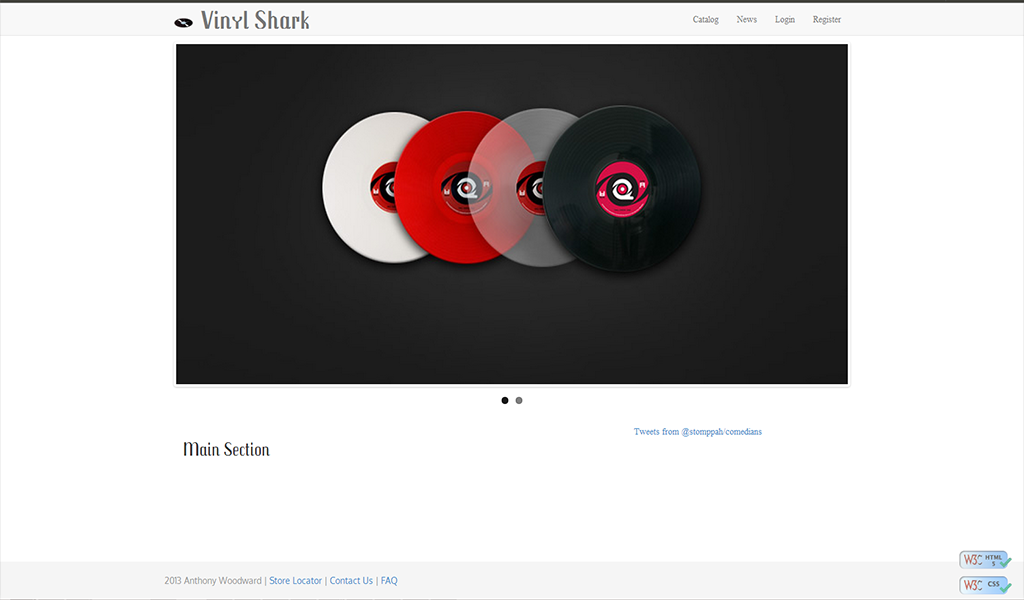 Vinyl Shark
Catalog News Login Register
Main Section
Tweets from @stomppah/comedians
2013 Anthony Woodward | Store Locator | Contact Us | FAQ
W3C HTML
5
W3C CSS